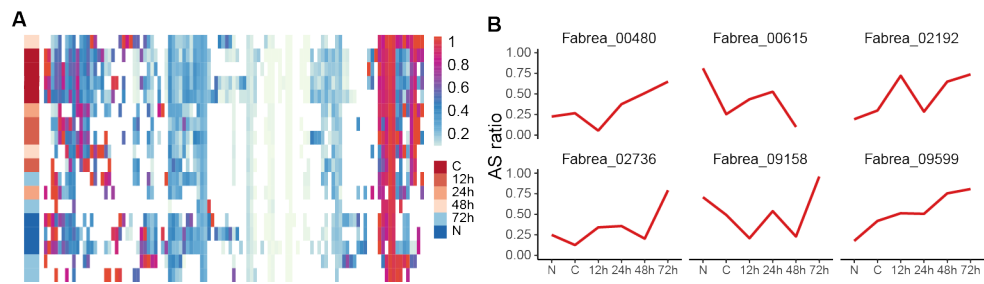 A
1
0.8
0.6
0.4
0.2
C
12h
24h
48h
72h
N
B
AS ratio
Fabrea_00480
Fabrea_00615
Fabrea_02192
1.00
0.75
0.50
0.25
0.00
Fabrea_02736
Fabrea_09158
Fabrea_09599
1.00
0.75
0.50
0.25
0.00
N C 12h 24h 48h 72h
N C 12h 24h 48h 72h
N C 12h 24h 48h 72h